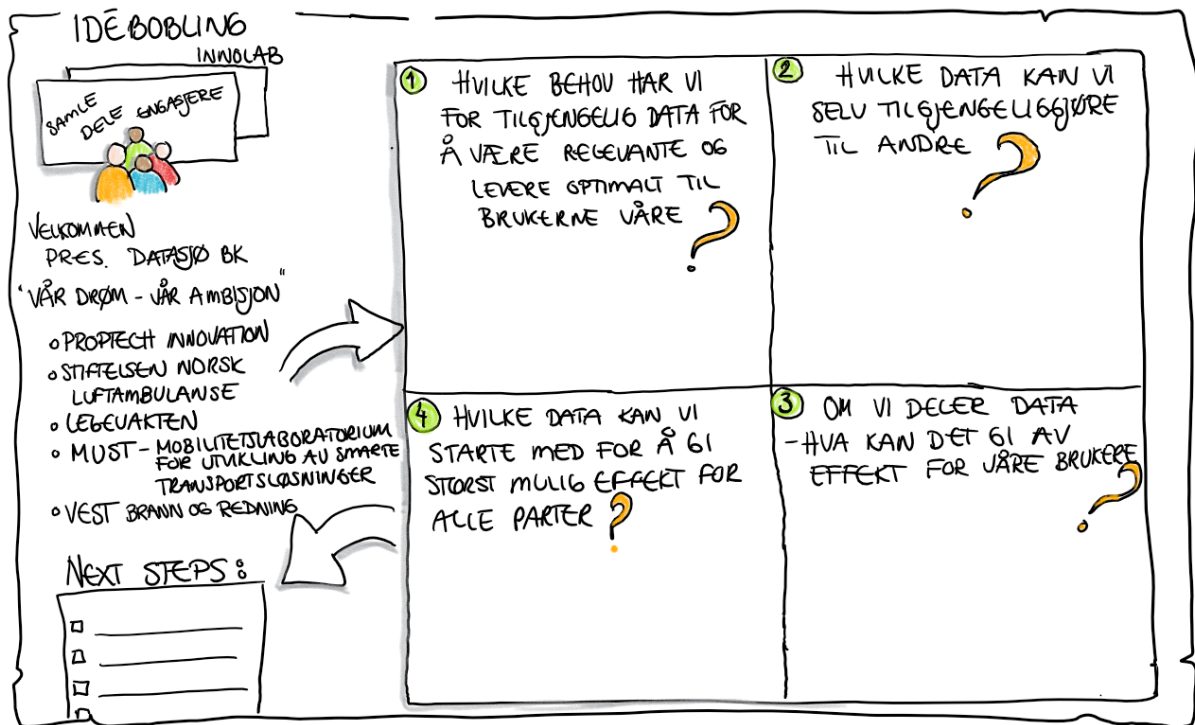 IDÉBOBLING
INNOLAB
SAMLE
DELE ENGASJERE
VELKOMMEN
PRES. DATASJØ BK
"VÅR DRØM - VÅR AMBISJON"
○ PROPTECH INNOVATION
○ STIFTELSEN NORSK
LUFTAMBULANSE
○ LEGEVAKTEN
○ MUST - MOBILITETSLABORATORIUM
FOR UTVIKLING AV SMARTE
TRANSPORTSLØSNINGER
○ VEST BRANN OG REDNING
NEXT STEPS:
1 HVILKE BEHOV HAR VI
FOR TILGJENGELIG DATA FOR
Å VÆRE RELEVANTE OG
LEVERE OPTIMALT TIL
BRUKERNE VÅRE ?
2 HVILKE DATA KAN VI
SELV TILGJENGELIGGJØRE
TIL ANDRE ?
4 HVILKE DATA KAN VI
STARTE MED FOR Å GI
STØRST MULIG EFFEKT FOR
ALLE PARTER ?
3 OM VI DELER DATA
- HVA KAN DET GI AV
EFFEKT FOR VÅRE BRUKERE ?